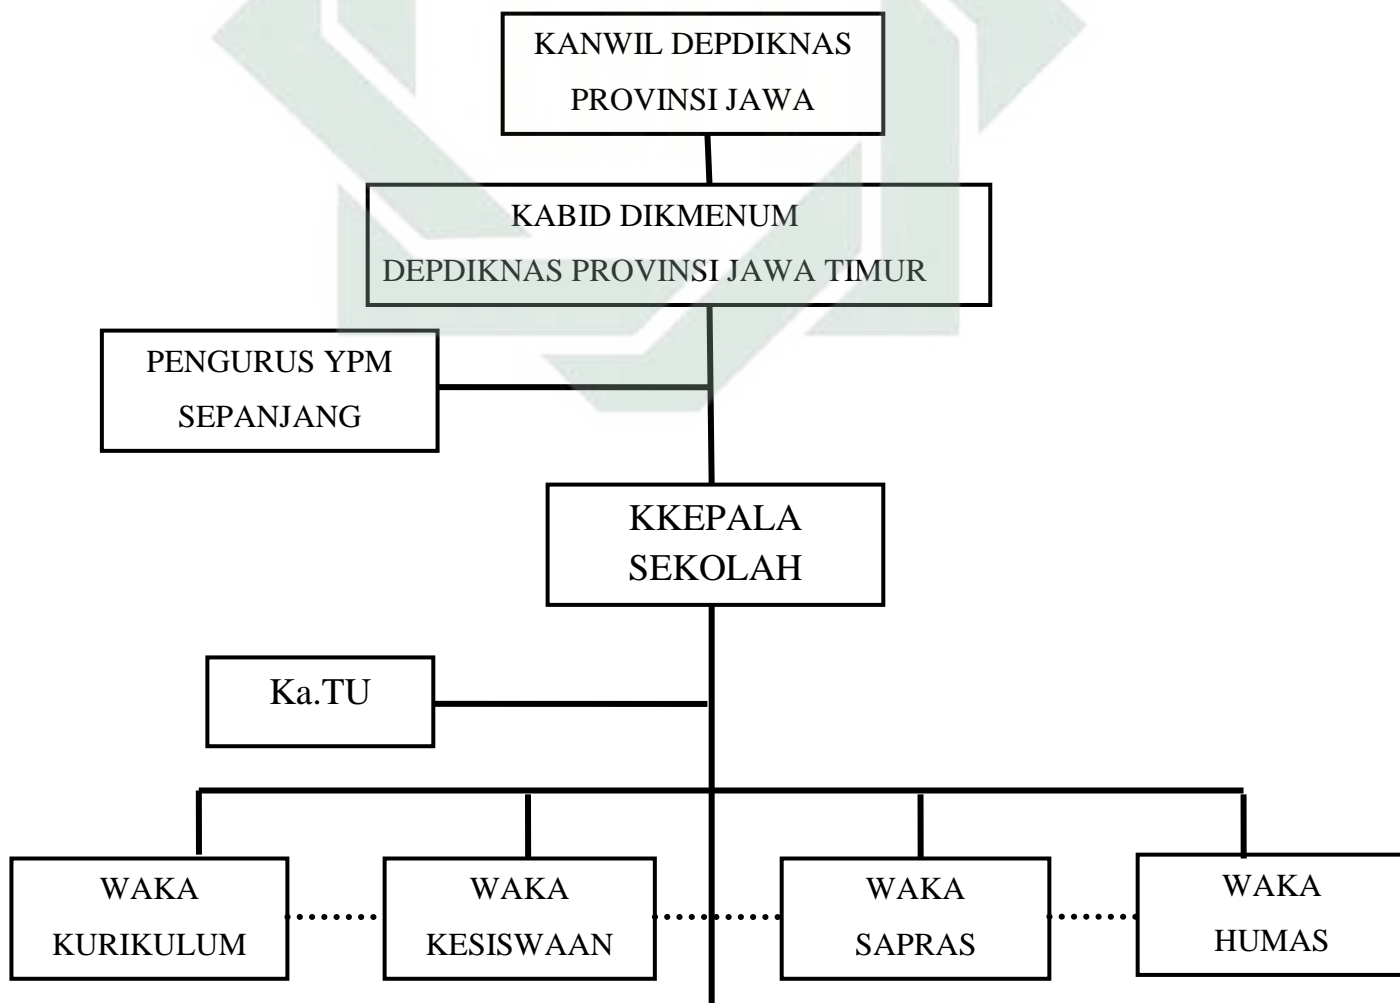 KANWIL DEPDIKNAS
PROVINSI JAWA
KABID DIKMENUM
DEPDIKNAS PROVINSI JAWA TIMUR
PENGURUS YPM
SEPANJANG
KKEPALA
SEKOLAH
Ka.TU
WAKA
KURIKULUM
WAKA
KESISWAAN
WAKA
SAPRAS
WAKA
HUMAS